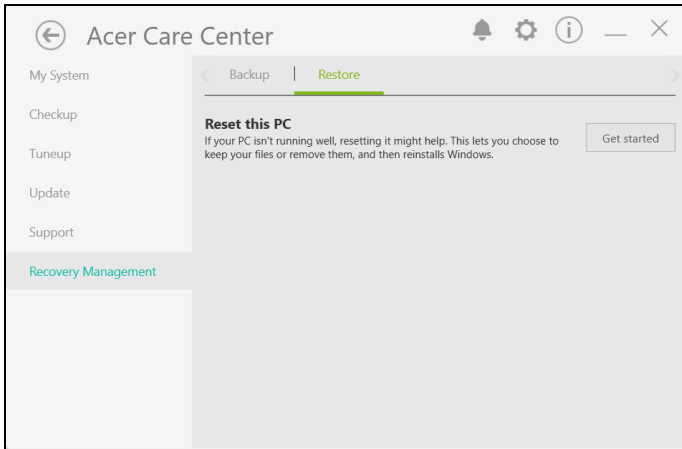 Acer Care Center
My System
Backup
Restore
Checkup
Reset this PC
If your PC isn't running well, resetting it might help. This lets you choose to
keep your files or remove them, and then reinstalls Windows.
Get started
Tuneup
Update
Support
Recovery Management